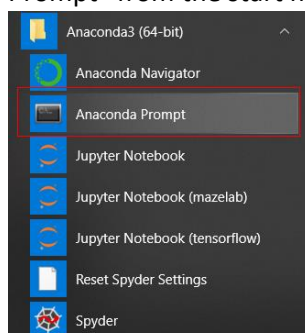 Anaconda3 (64-bit)
Anaconda Navigator
Anaconda Prompt
Jupyter Notebook
Jupyter Notebook (mazelab)
Jupyter Notebook (tensorflow)
Reset Spyder Settings
Spyder